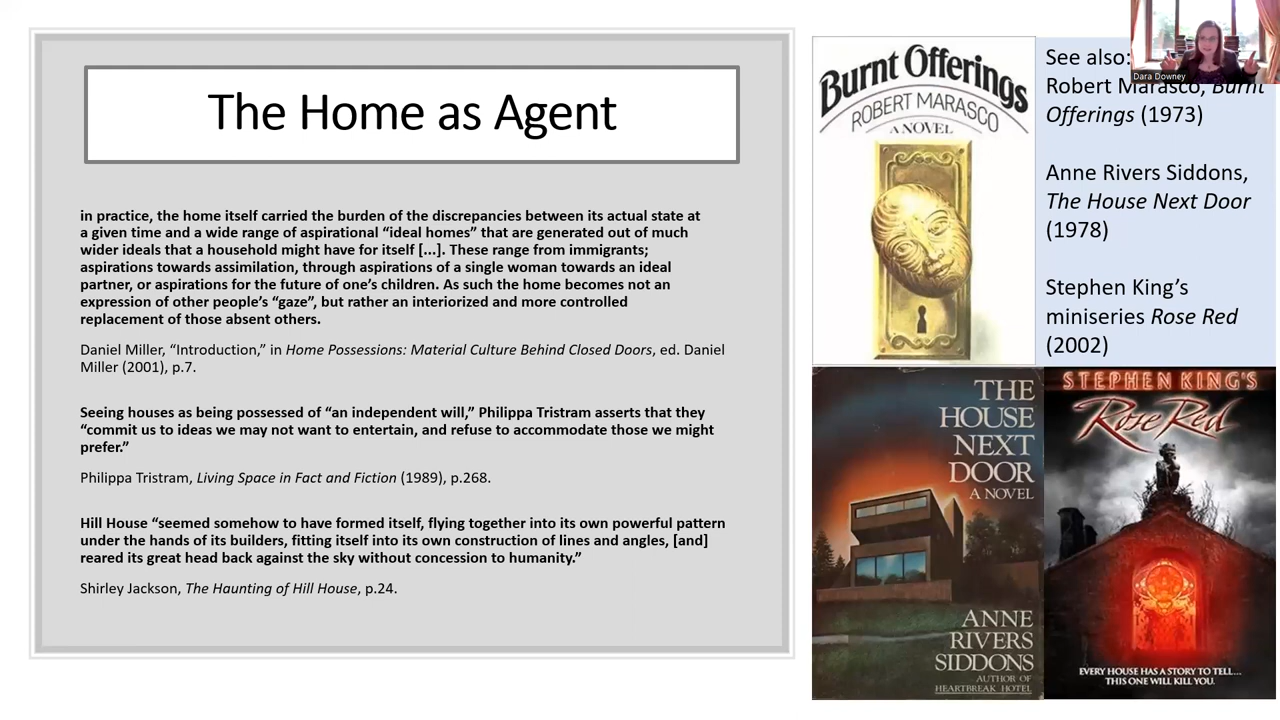 The Home as Agent
in practice, the home itself carried the burden of the discrepancies between its actual state at
a given time and a wide range of aspirational “ideal homes” that are generated out of much
wider ideals that a household might have for itself [...]. These range from immigrants;
aspirations towards assimilation, through aspirations of a single woman towards an ideal
partner, or aspirations for the future of one’s children. As such the home becomes not an
expression of other people’s “gaze”, but rather an interiorized and more controlled
replacement of those absent others.
Daniel Miller, “Introduction,” in Home Possessions: Material Culture Behind Closed Doors, ed. Daniel
Miller (2001), p.7.
Seeing houses as being possessed of “an independent will,” Philippa Tristram asserts that they
“commit us to ideas we may not want to entertain, and refuse to accommodate those we might
prefer.”
Philippa Tristram, Living Space in Fact and Fiction (1989), p.268.
Hill House “seemed somehow to have formed itself, flying together into its own powerful pattern
under the hands of its builders, fitting itself into its own construction of lines and angles, [and]
reared its great head back against the sky without concession to humanity.”
Shirley Jackson, The Haunting of Hill House, p.24.
Burnt Offerings
ROBERT MARASCO
A NOVEL
See also:
Robert Marasco, Burnt
Offerings (1973)
Anne Rivers Siddons,
The House Next Door
(1978)
Stephen King’s
miniseries Rose Red
(2002)
Dara Downey
THE
HOUSE
NEXT
DOOR
A NOVEL
ANNE
RIVERS
SIDDONS
AUTHOR OF
HEARTBREAK HOTEL
STEPHEN KING'S
Rose Red
EVERY HOUSE HAS A STORY TO TELL...
THIS ONE WILL KILL YOU.